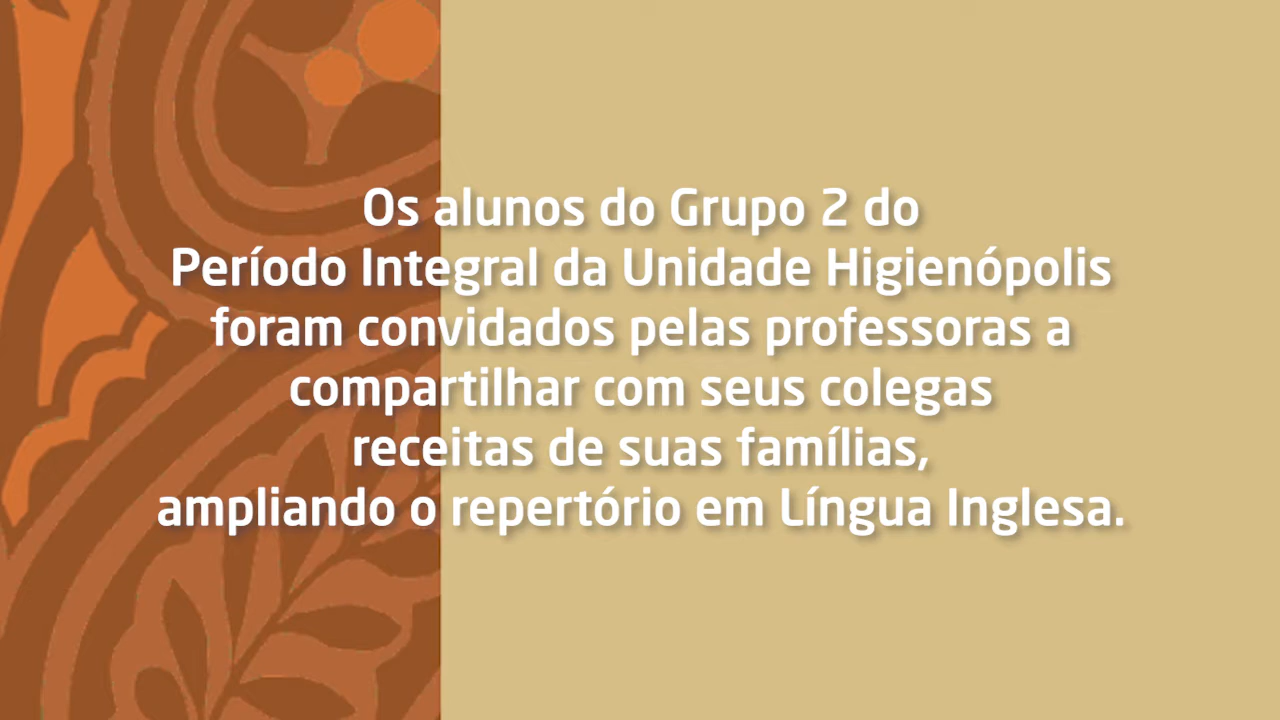 Os alunos do Grupo 2 do
Período Integral da Unidade Higienópolis
foram convidados pelas professoras a
compartilhar com seus colegas
receitas de suas famílias,
ampliando o repertório em Língua Inglesa.